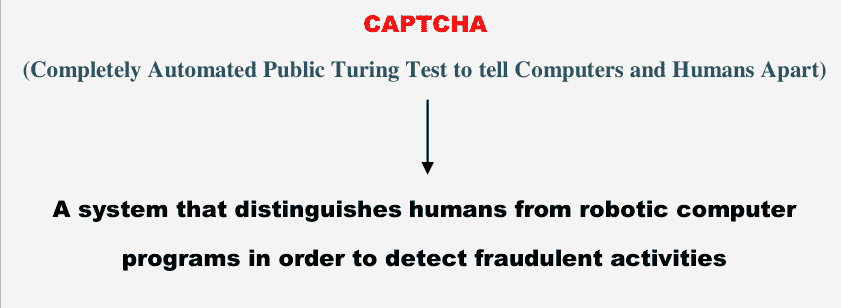 CAPTCHA
(Completely Automated Public Turing Test to tell Computers and Humans Apart)
A system that distinguishes humans from robotic computer
programs in order to detect fraudulent activities